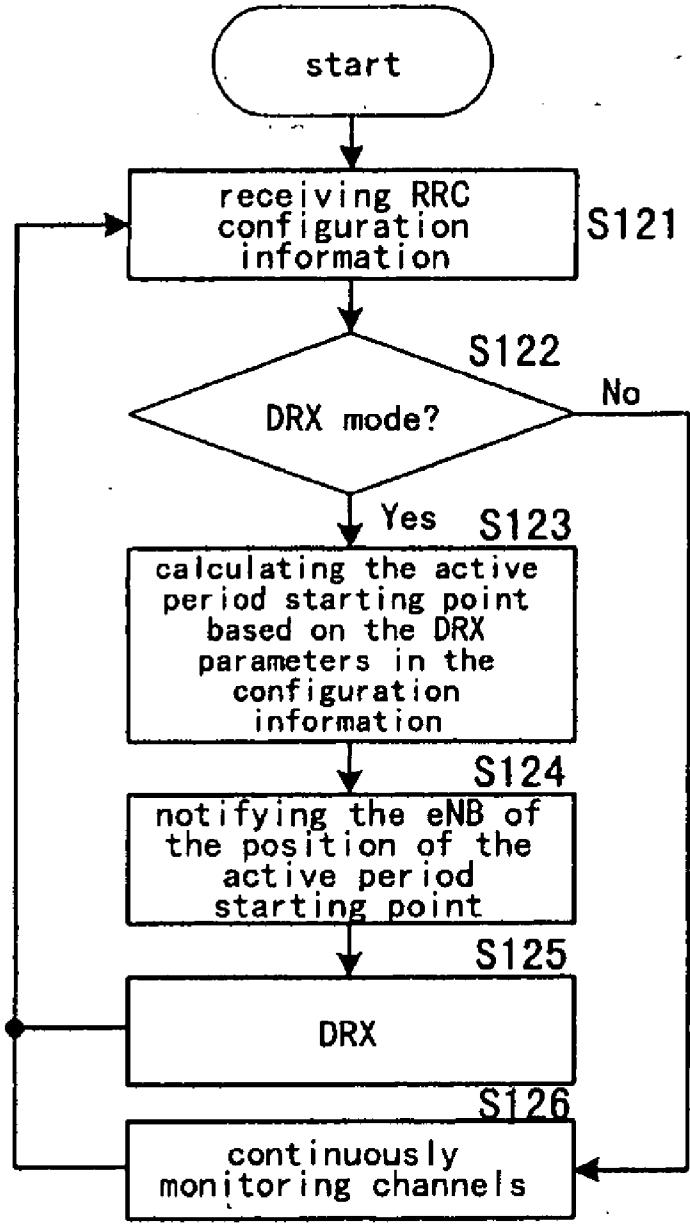 start
receiving RRC
configuration
information
S121
S122
DRX mode?
No
Yes
S123
calculating the active
period starting point
based on the DRX
parameters in the
configuration
information
S124
notifying the eNB of
the position of the
active period
starting point
S125
DRX
S126
continuously
monitoring channels